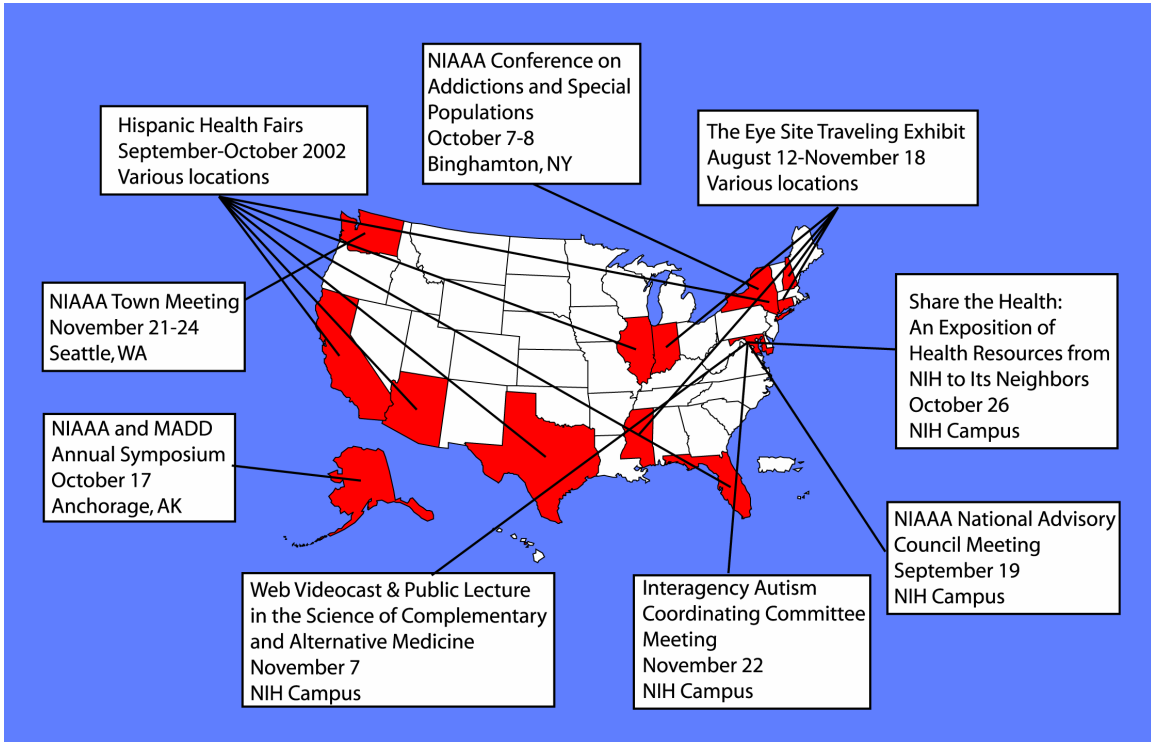 NIAAA Conference on
Addictions and Special
Populations
October 7-8
Binghamton, NY
Hispanic Health Fairs
September-October 2002
Various locations
The Eye Site Traveling Exhibit
August 12-November 18
Various locations
NIAAA Town Meeting
November 21-24
Seattle, WA
Share the Health:
An Exposition of
Health Resources from
NIH to Its Neighbors
October 26
NIH Campus
NIAAA and MADD
Annual Symposium
October 17
Anchorage, AK
NIAAA National Advisory
Council Meeting
September 19
NIH Campus
Web Videocast & Public Lecture
in the Science of Complementary
and Alternative Medicine
November 7
NIH Campus
Interagency Autism
Coordinating Committee
Meeting
November 22
NIH Campus